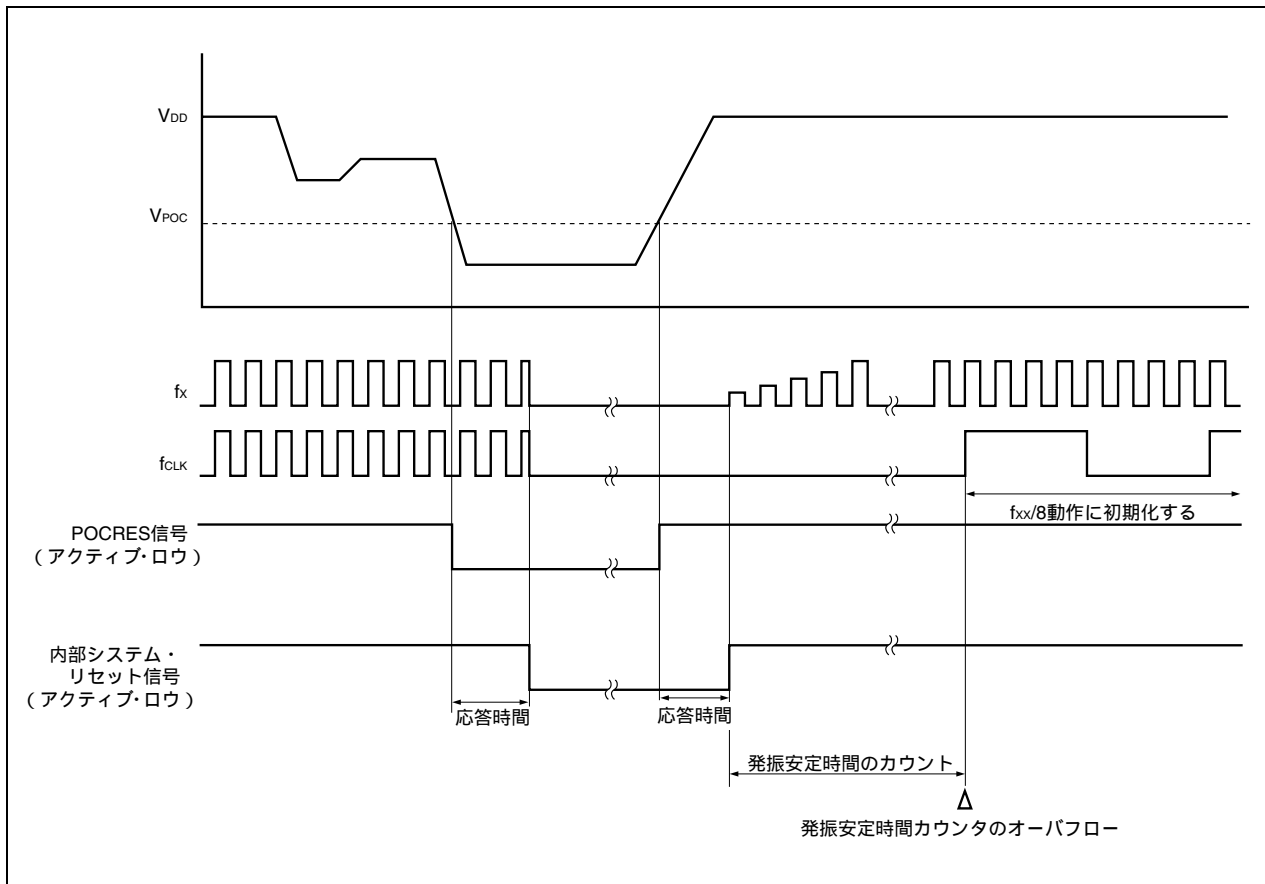 VDD
VPOC
fX
fCLK
fXX/8動作に初期化する
POCRES信号
（アクティブ・ロウ）
内部システム・
リセット信号
（アクティブ・ロウ）
応答時間
応答時間
発振安定時間のカウント
発振安定時間カウンタのオーバフロー